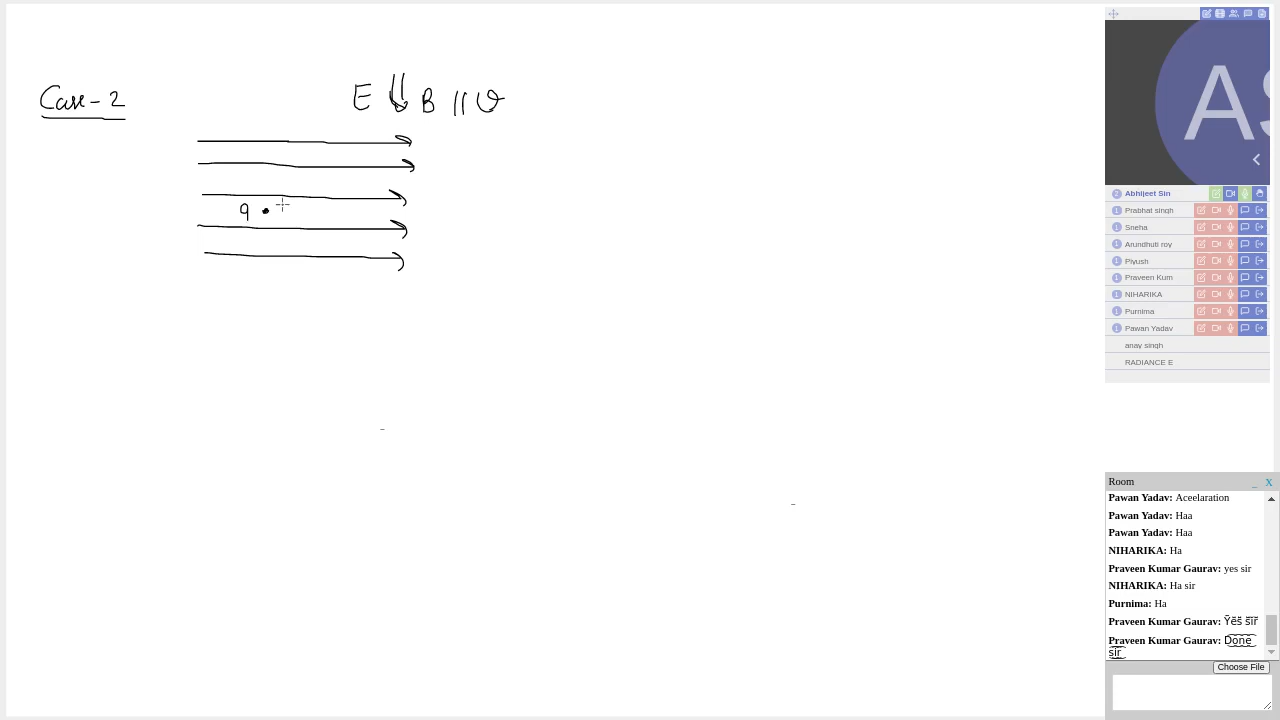 Case-2
E ⇓ B || v
q
AS
Abhijeet Sin
Prabhat singh
Sneha
Arundhuti roy
Piyush
Praveen Kum
NIHARIKA
Purnima
Pawan Yadav
anay singh
RADIANCE E
Room
_ X
Pawan Yadav: Aceelaration
Pawan Yadav: Haa
Pawan Yadav: Haa
NIHARIKA: Ha
Praveen Kumar Gaurav: yes sir
NIHARIKA: Ha sir
Purnima: Ha
Praveen Kumar Gaurav: Yes sir
Praveen Kumar Gaurav: Done
sir
Choose File